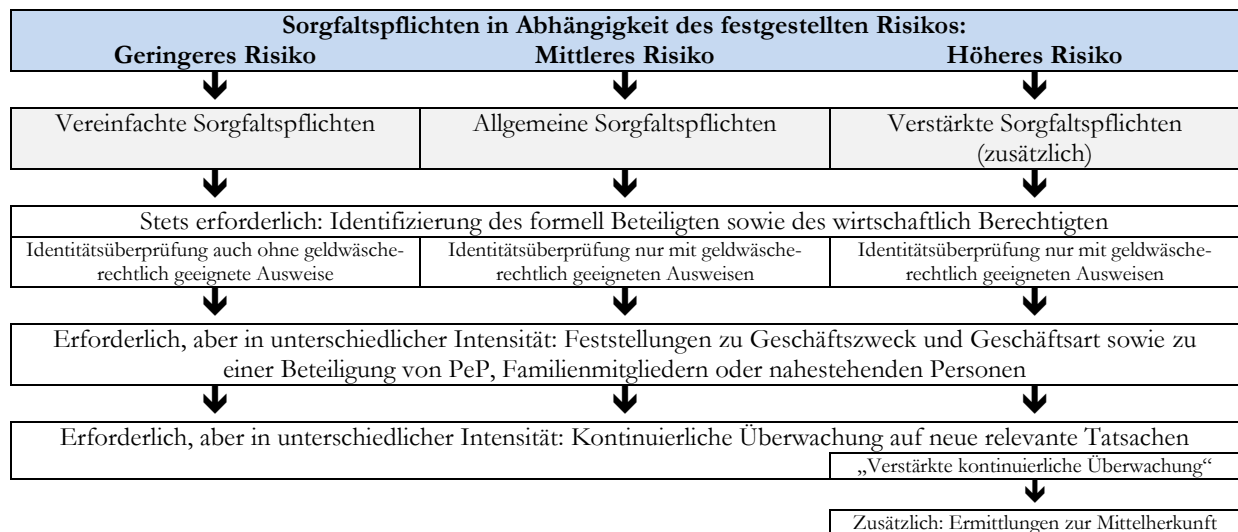 Sorgfaltspflichten in Abhängigkeit des festgestellten Risikos:
Geringeres Risiko Mittleres Risiko Höheres Risiko
Vereinfachte Sorgfaltspflichten
Allgemeine Sorgfaltspflichten
Verstärkte Sorgfaltspflichten
(zusätzlich)
Stets erforderlich: Identifizierung des formell Beteiligten sowie des wirtschaftlich Berechtigten
Identitätsüberprüfung auch ohne geldwäsche-
rechtlich geeignete Ausweise
Identitätsüberprüfung nur mit geldwäsche-
rechtlich geeigneten Ausweisen
Identitätsüberprüfung nur mit geldwäsche-
rechtlich geeigneten Ausweisen
Erforderlich, aber in unterschiedlicher Intensität: Feststellungen zu Geschäftszweck und Geschäftsart sowie zu
einer Beteiligung von PeP, Familienmitgliedern oder nahestehenden Personen
Erforderlich, aber in unterschiedlicher Intensität: Kontinuierliche Überwachung auf neue relevante Tatsachen
„Verstärkte kontinuierliche Überwachung“
Zusätzlich: Ermittlungen zur Mittelherkunft